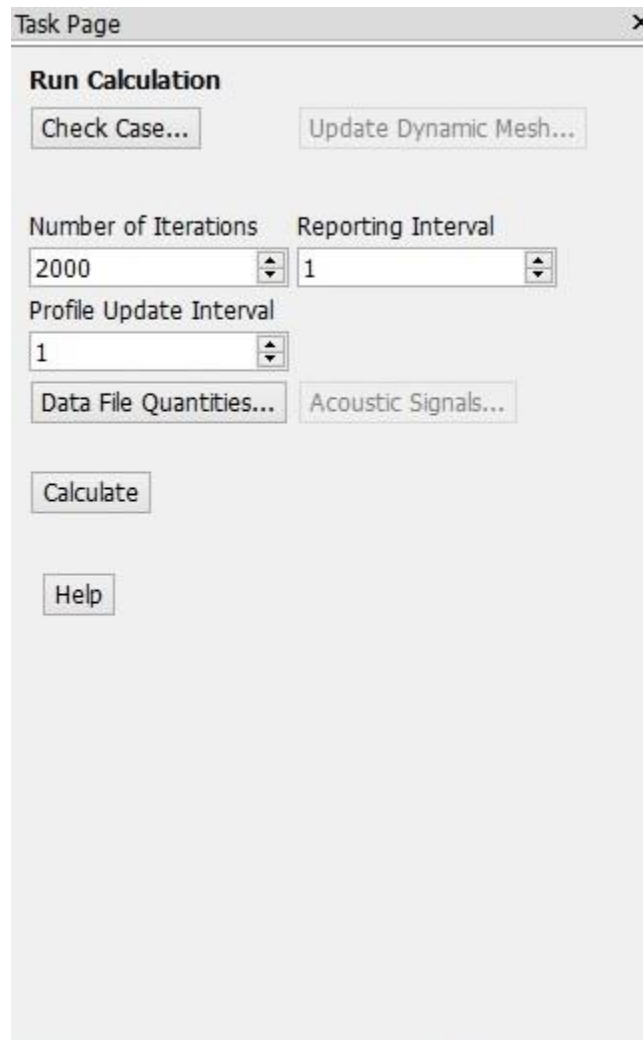 Task Page
Run Calculation
Check Case... Update Dynamic Mesh...
Number of Iterations Reporting Interval
2000 1
Profile Update Interval
1
Data File Quantities... Acoustic Signals...
Calculate
Help